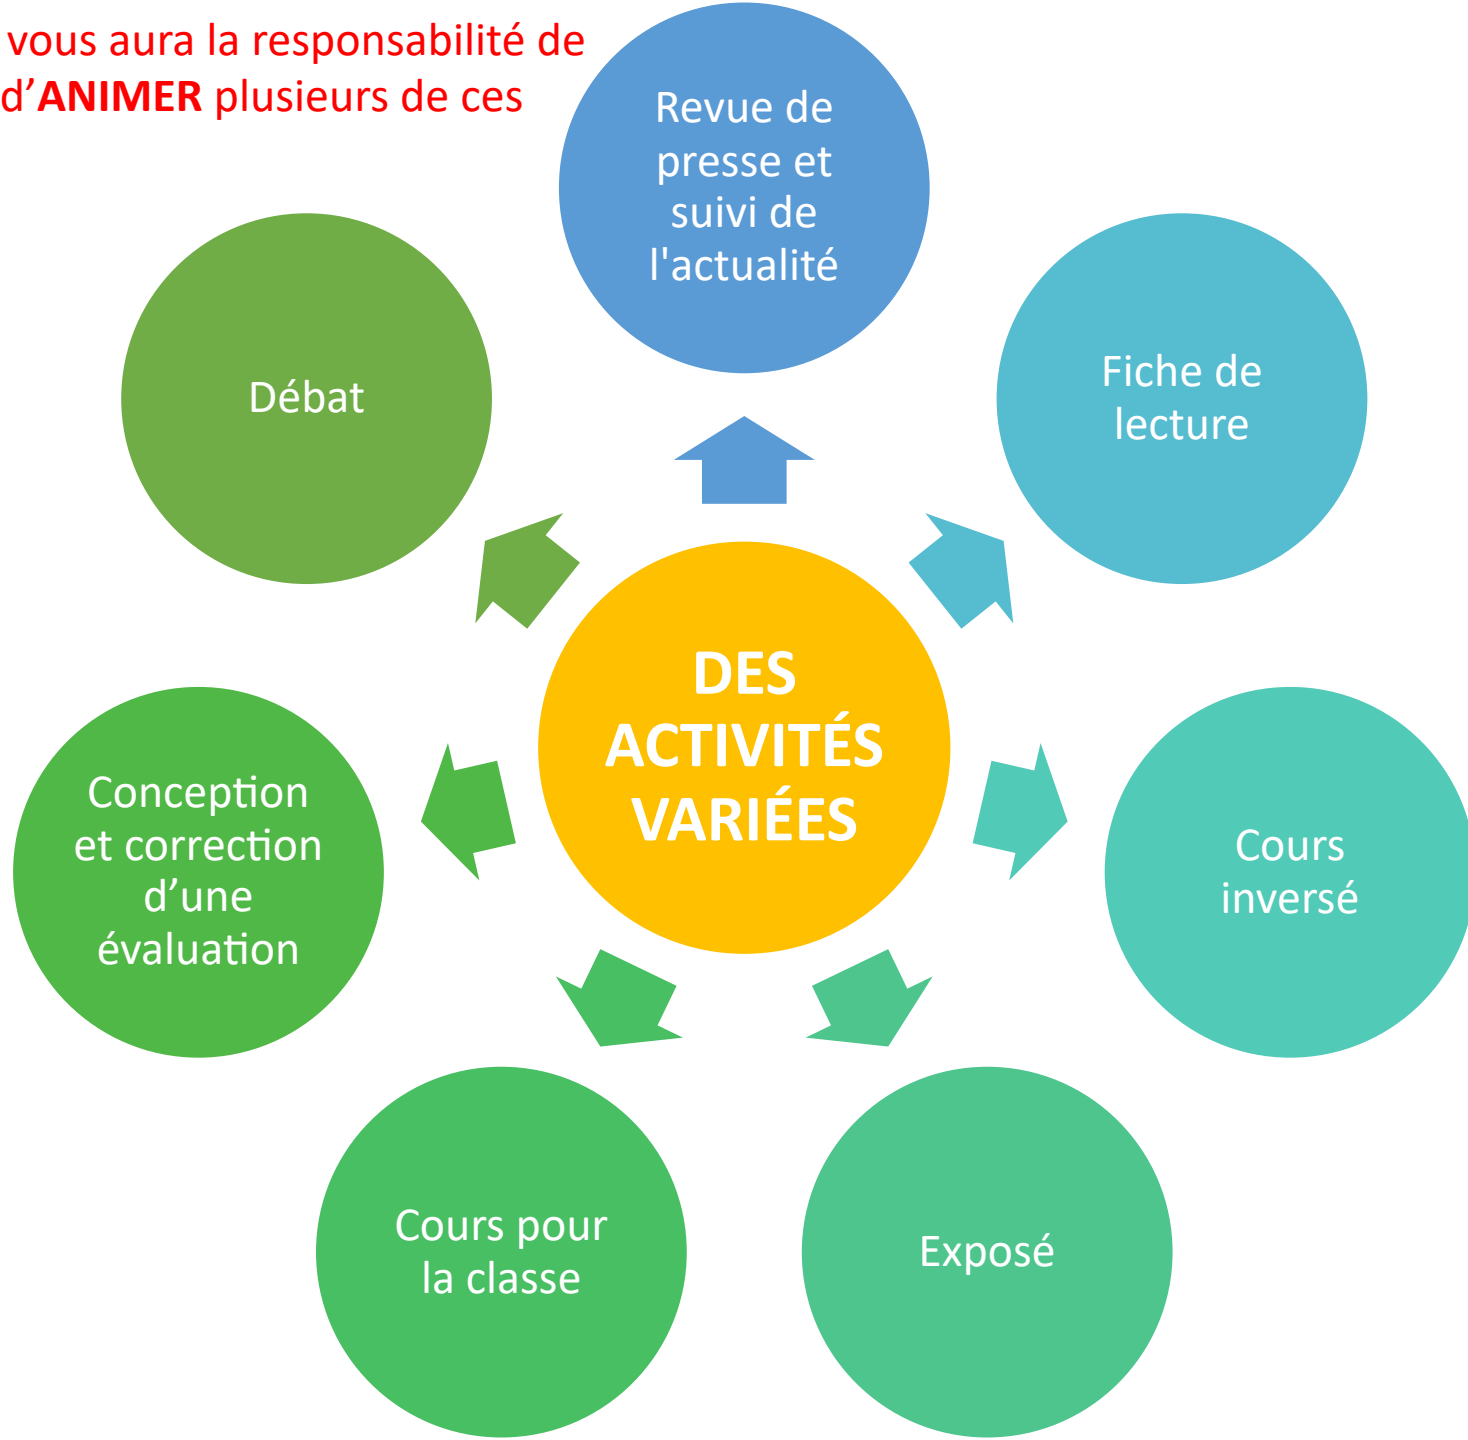 vous aura la responsabilité de
d’ANIMER plusieurs de ces
Revue de
presse et
suivi de
l'actualité
Fiche de
lecture
Cours
inversé
Exposé
Cours pour
la classe
Conception
et correction
d’une
évaluation
Débat
DES
ACTIVITÉS
VARIÉES